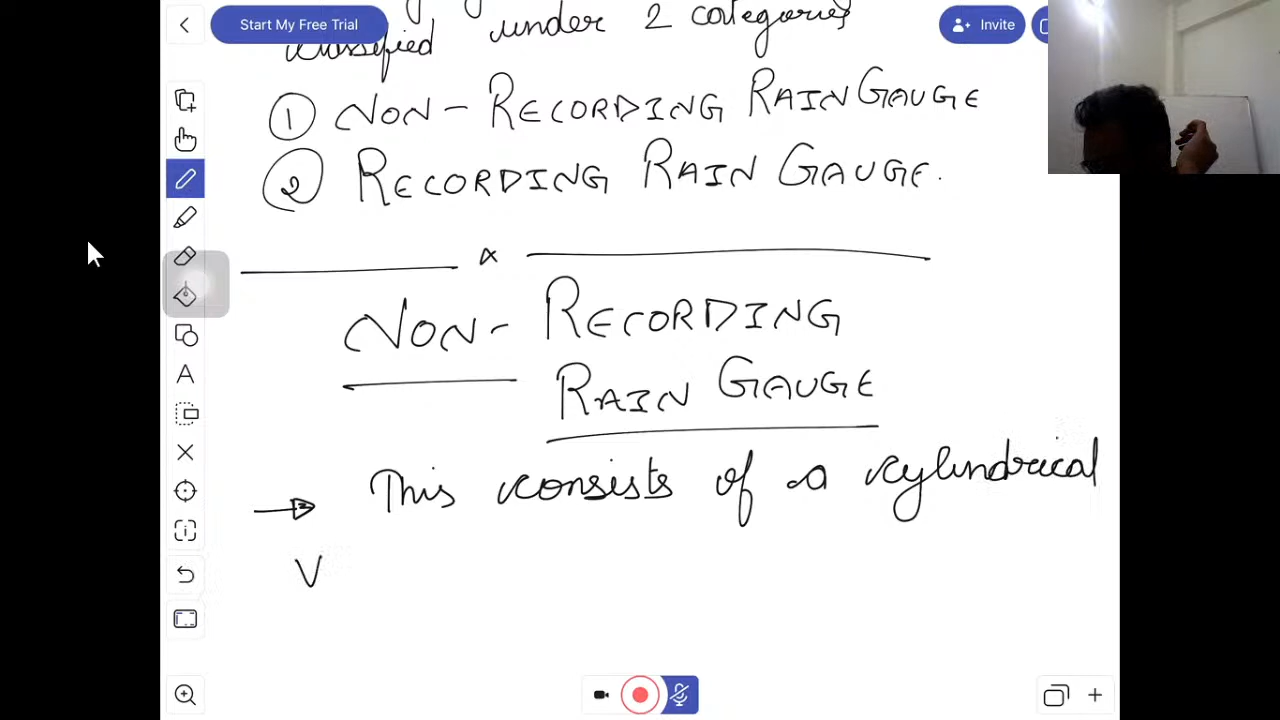 Start My Free Trial
Invite
classified under 2 categories
① NON - RECORDING RAIN GAUGE
② RECORDING RAIN GAUGE.
x
NON - RECORDING
RAIN GAUGE
→ This consists of a cylindrical
V